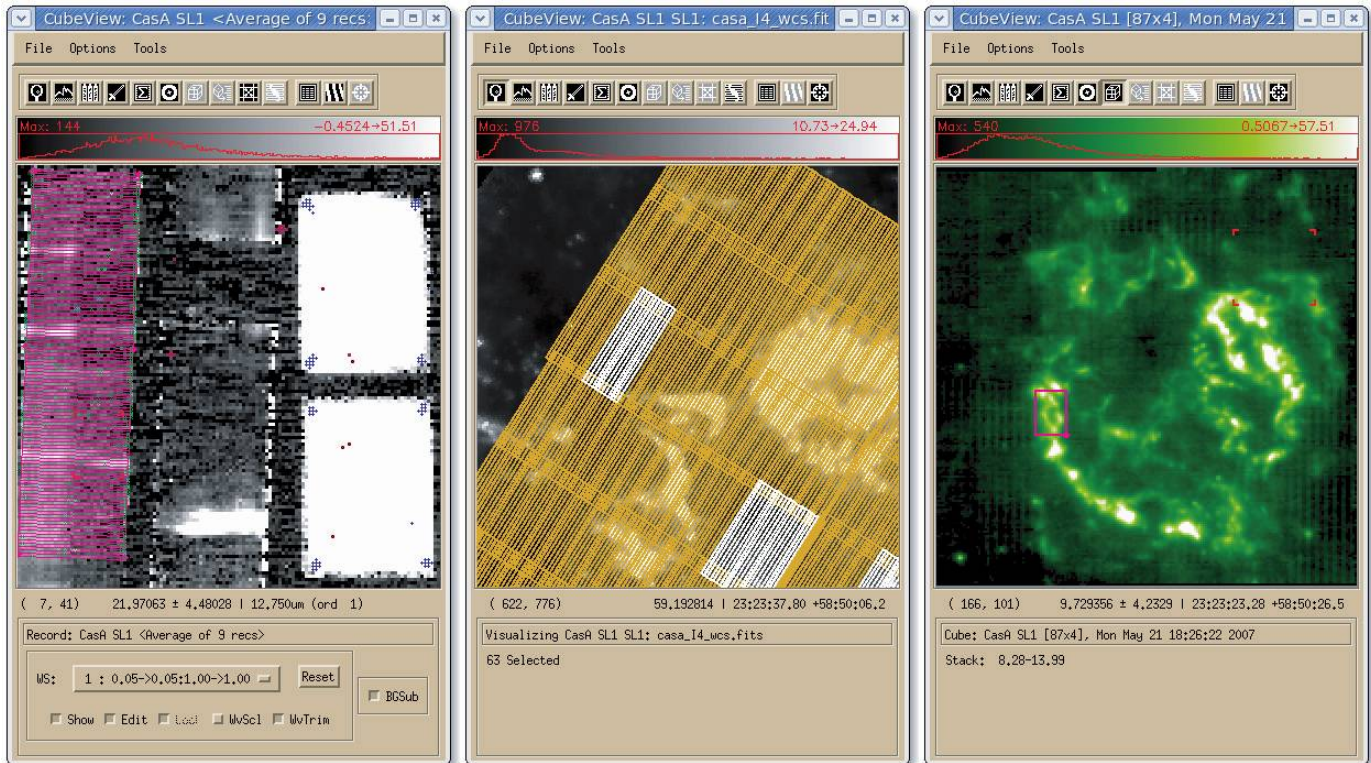 CubeView: CasA SL1 <Average of 9 recs:
File Options Tools
Max: 144 -0.4524→51.51
( 7, 41) 21.97063 ± 4.48028 | 12.750um (ord 1)
Record: CasA SL1 <Average of 9 recs>
WS: 1 : 0.05->0.05:1.00->1.00 Reset
BGSub
Show Edit Lock WvScl WvTrim
CubeView: CasA SL1 SL1: casa_I4_wcs.fit
File Options Tools
Max: 976 10.73→24.94
( 622, 776) 59.192814 | 23:23:37.80 +58:50:06.2
Visualizing CasA SL1 SL1: casa_I4_wcs.fits
63 Selected
CubeView: CasA SL1 [87x4], Mon May 21
File Options Tools
Max: 540 0.5067→57.51
( 166, 101) 9.729356 ± 4.2329 | 23:23:23.28 +58:50:26.5
Cube: CasA SL1 [87x4], Mon May 21 18:26:22 2007
Stack: 8.28-13.99